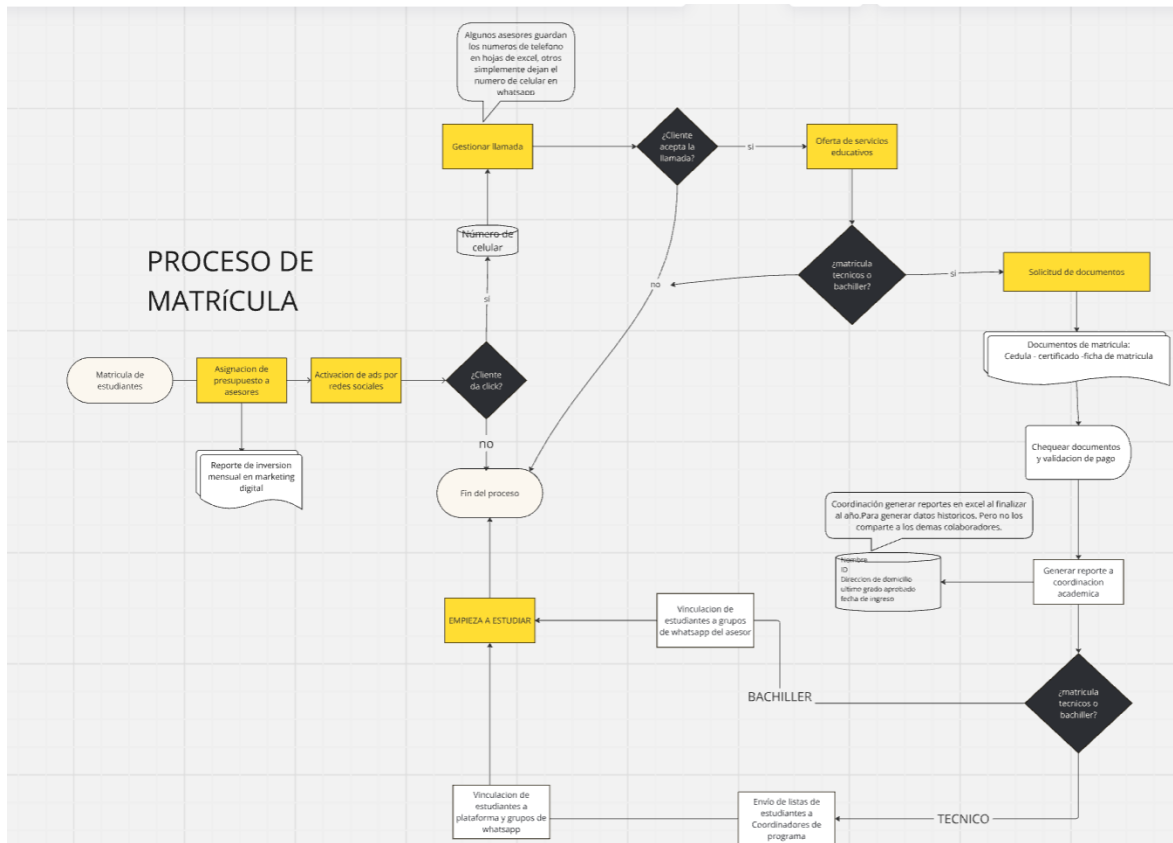 Algunos asesores guardan
los numeros de telefono
en hojas de excel, otros
simplemente dejan el
numero de celular en
whatsapp
Gestionar llamada
¿Cliente
acepta la
llamada?
si
Oferta de servicios
educativos
Número de
celular
PROCESO DE
MATRíCULA
no
¿matricula
tecnicos o
bachiller?
si
Solicitud de documentos
si
Documentos de matricula:
Cedula - certificado -ficha de matricula
Matricula de
estudiantes
Asignacion de
presupuesto a
asesores
Activacion de ads por
redes sociales
¿Cliente
da click?
no
Chequear documentos
y validacion de pago
Reporte de inversion
mensual en marketing
digital
Fin del proceso
Coordinación generar reportes en excel al finalizar
al año.Para generar datos historicos. Pero no los
comparte a los demas colaboradores.
Nombre
ID
Direccion de domicilio
ultimo grado aprobado
fecha de ingreso
Generar reporte a
coordinacion
academica
EMPIEZA A ESTUDIAR
Vinculacion de
estudiantes a grupos
de whatsapp del asesor
BACHILLER
¿matricula
tecnicos o
bachiller?
Vinculacion de
estudiantes a
plataforma y grupos de
whatsapp
Envío de listas de
estudiantes a
Coordinadores de
programa
TECNICO